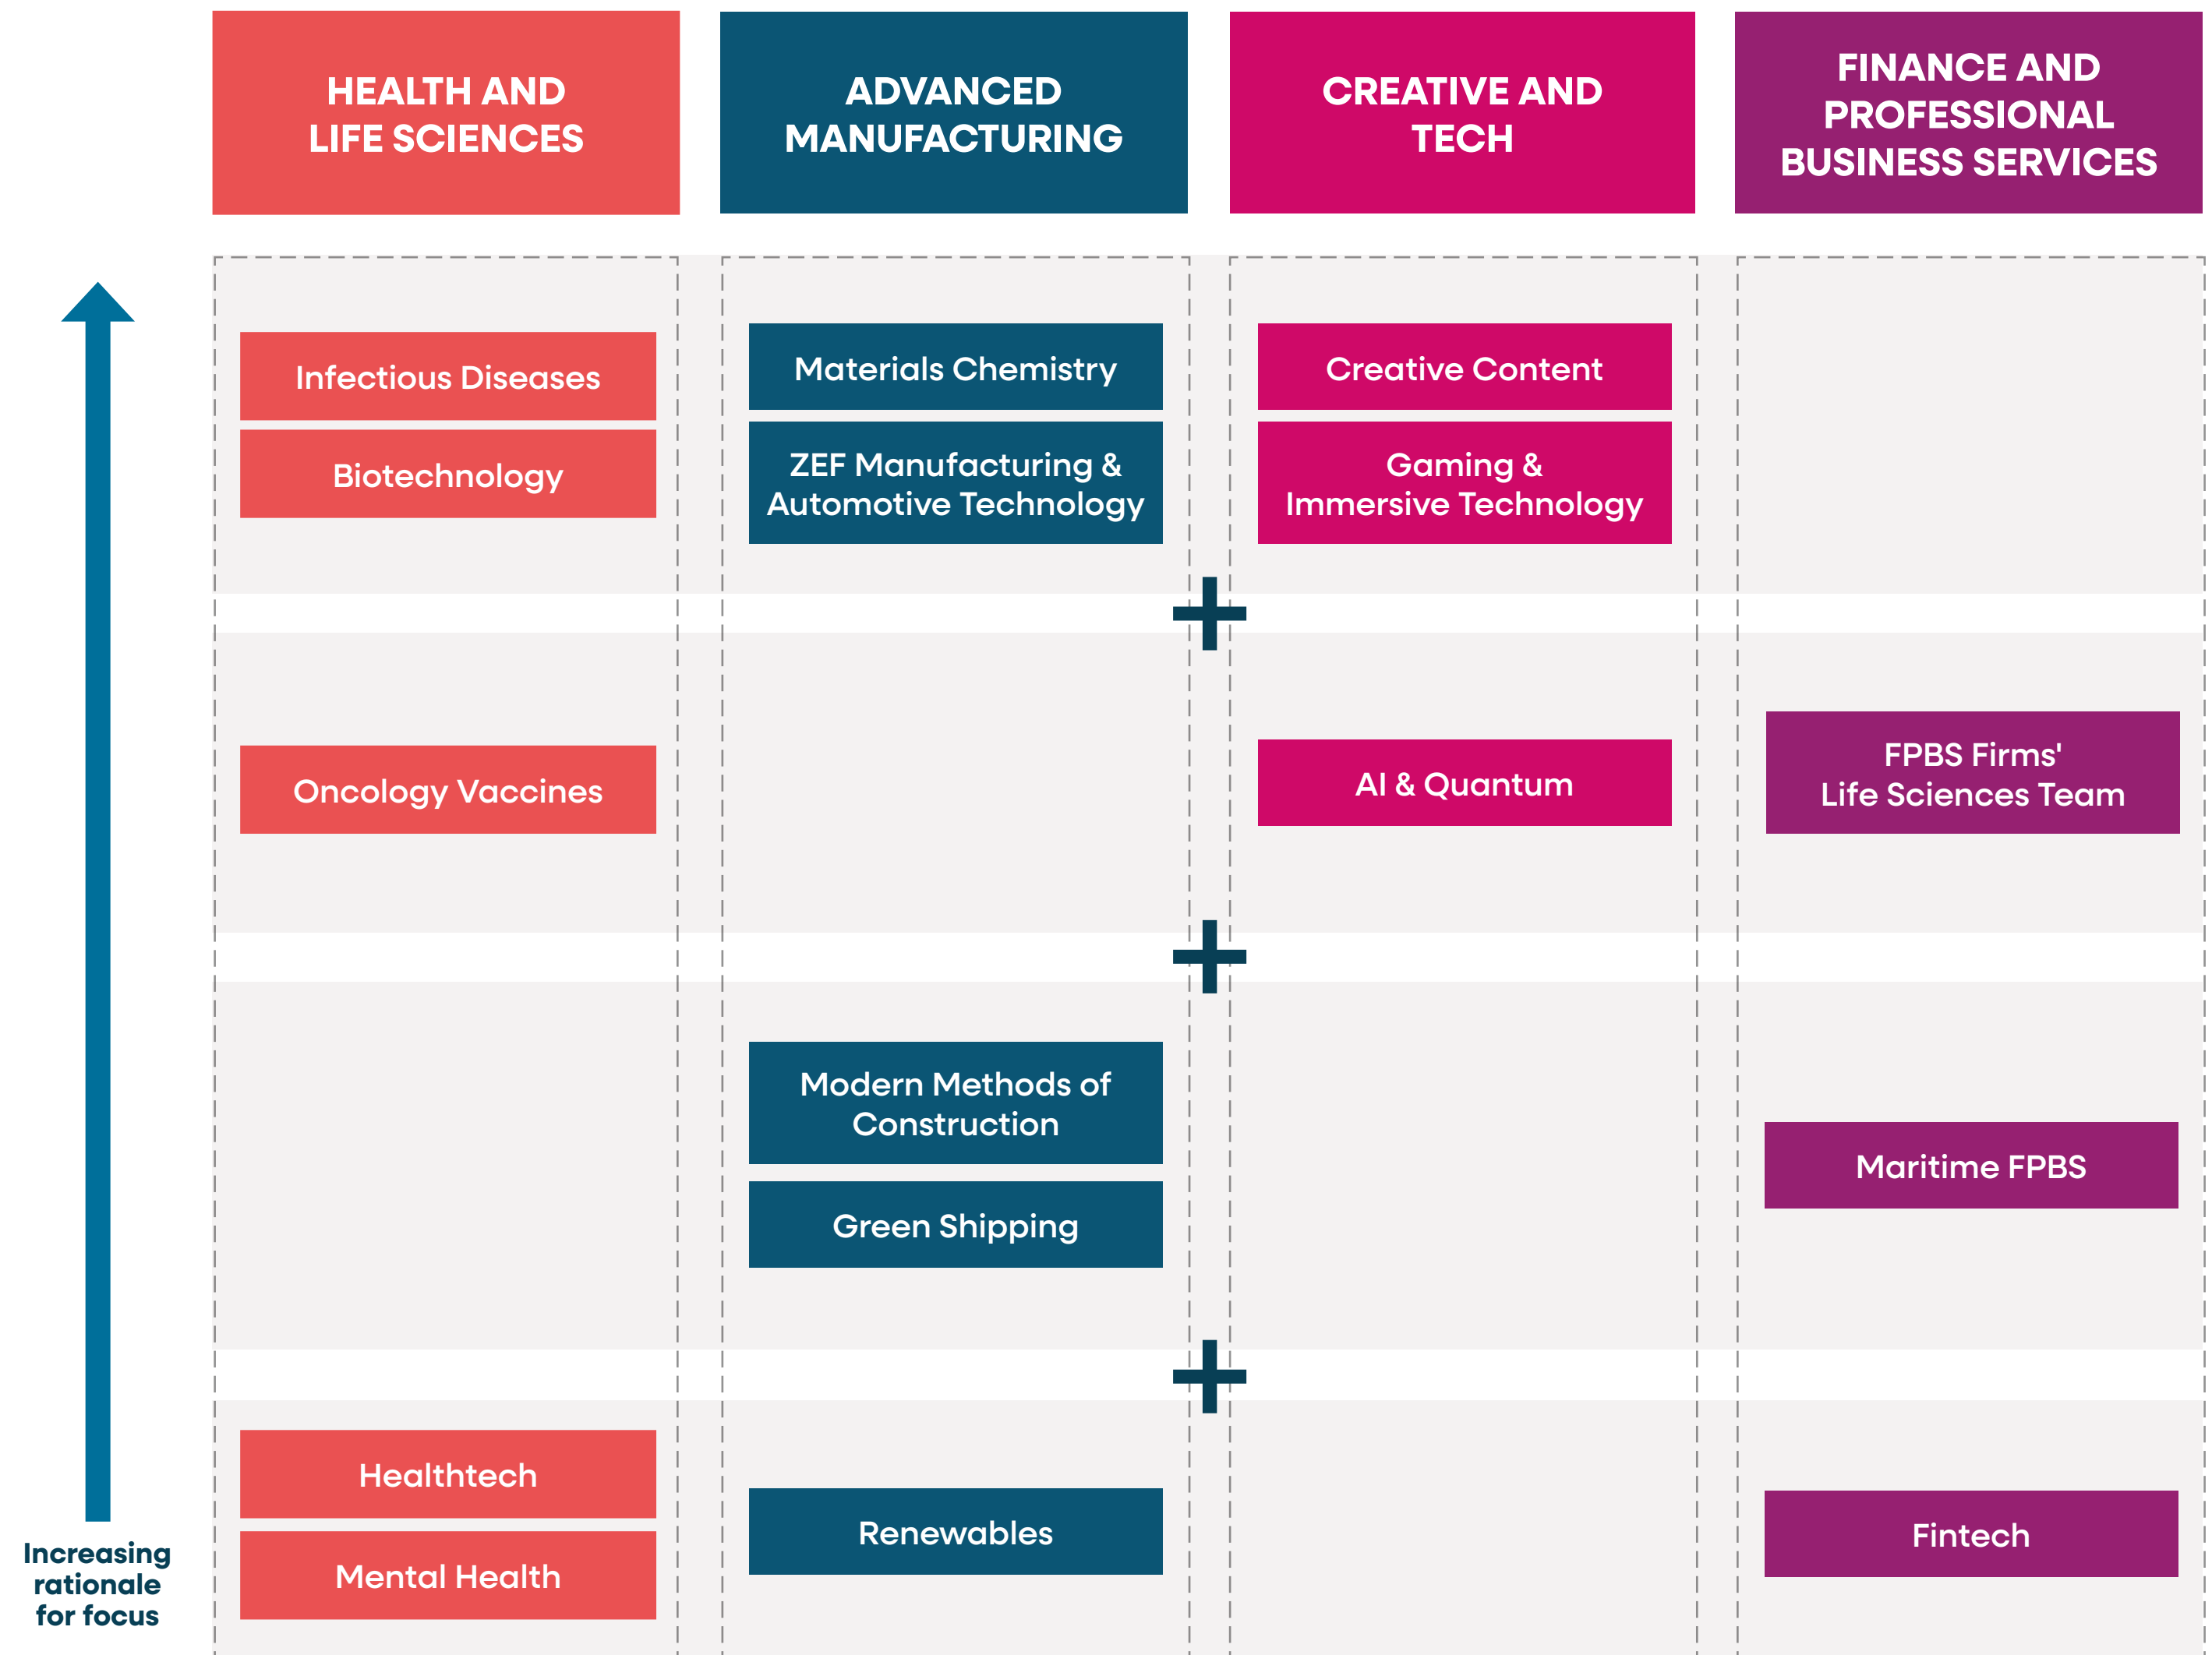 HEALTH AND
LIFE SCIENCES
ADVANCED
MANUFACTURING
CREATIVE AND
TECH
FINANCE AND
PROFESSIONAL
BUSINESS SERVICES
Infectious Diseases
Biotechnology
Materials Chemistry
ZEF Manufacturing &
Automotive Technology
Creative Content
Gaming &
Immersive Technology
Oncology Vaccines
AI & Quantum
FPBS Firms'
Life Sciences Team
Modern Methods of
Construction
Green Shipping
Maritime FPBS
Healthtech
Mental Health
Renewables
Fintech
Increasing
rationale
for focus